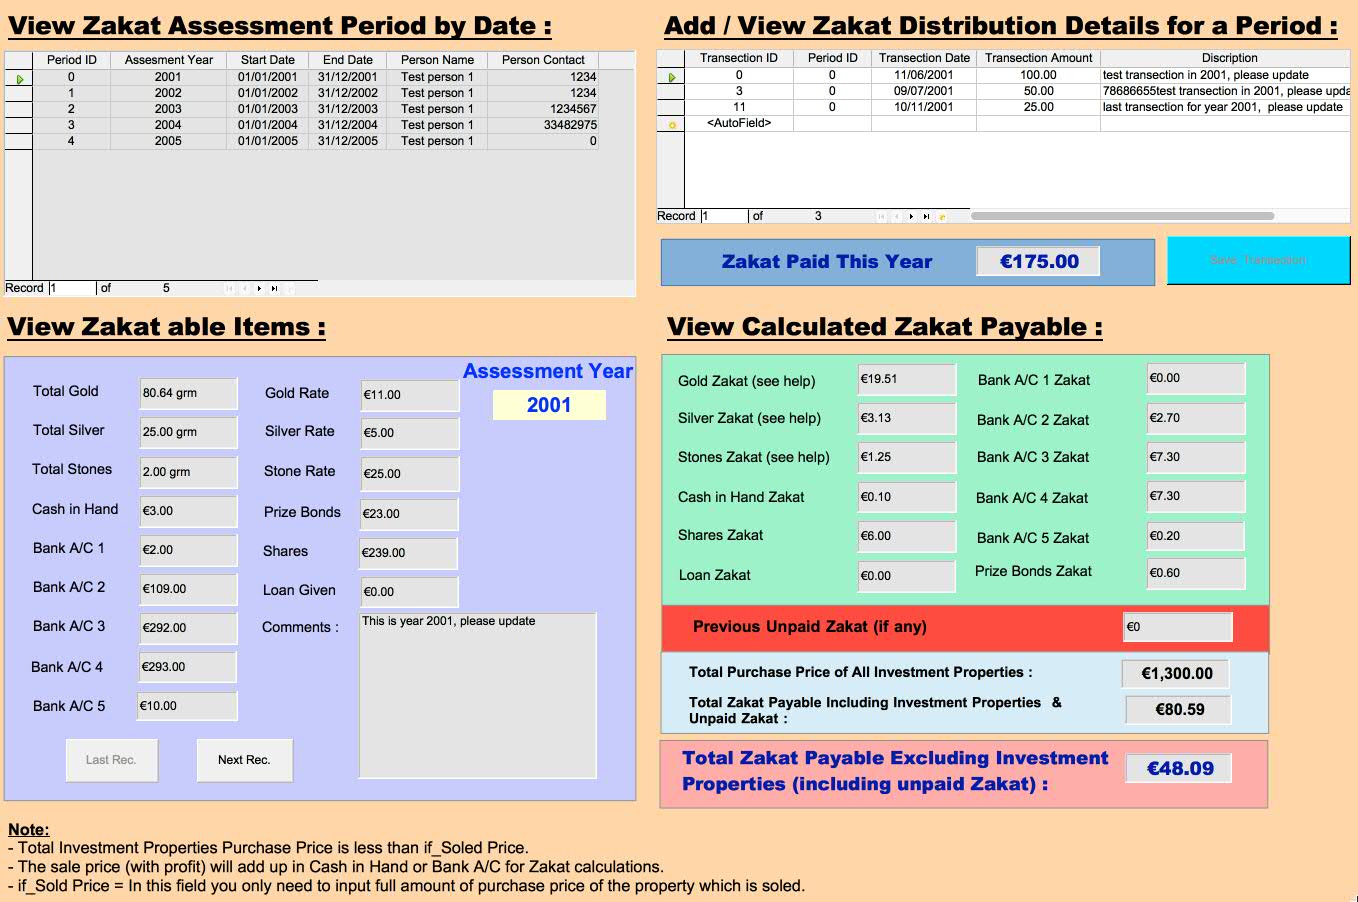 View Zakat Assessment Period by Date :
Period ID Assesment Year Start Date End Date Person Name Person Contact
0 2001 01/01/2001 31/12/2001 Test person 1 1234
1 2002 01/01/2002 31/12/2002 Test person 1 1234
2 2003 01/01/2003 31/12/2003 Test person 1 1234567
3 2004 01/01/2004 31/12/2004 Test person 1 33482975
4 2005 01/01/2005 31/12/2005 Test person 1 0
Record 1 of 5
Add / View Zakat Distribution Details for a Period :
Transection ID Period ID Transection Date Transection Amount Discription
0 0 11/06/2001 100.00 test transection in 2001, please update
3 0 09/07/2001 50.00 78686655test transection in 2001, please upda
11 0 10/11/2001 25.00 last transection for year 2001, please update
<AutoField>
Record 1 of 3
Zakat Paid This Year €175.00
Save Transection
View Zakat able Items :
Assessment Year
2001
Total Gold 80.64 grm Gold Rate €11.00
Total Silver 25.00 grm Silver Rate €5.00
Total Stones 2.00 grm Stone Rate €25.00
Cash in Hand €3.00 Prize Bonds €23.00
Bank A/C 1 €2.00 Shares €239.00
Bank A/C 2 €109.00 Loan Given €0.00
Bank A/C 3 €292.00 Comments : This is year 2001, please update
Bank A/C 4 €293.00
Bank A/C 5 €10.00
Last Rec. Next Rec.
View Calculated Zakat Payable :
Gold Zakat (see help) €19.51 Bank A/C 1 Zakat €0.00
Silver Zakat (see help) €3.13 Bank A/C 2 Zakat €2.70
Stones Zakat (see help) €1.25 Bank A/C 3 Zakat €7.30
Cash in Hand Zakat €0.10 Bank A/C 4 Zakat €7.30
Shares Zakat €6.00 Bank A/C 5 Zakat €0.20
Loan Zakat €0.00 Prize Bonds Zakat €0.60
Previous Unpaid Zakat (if any) €0
Total Purchase Price of All Investment Properties : €1,300.00
Total Zakat Payable Including Investment Properties &
Unpaid Zakat : €80.59
Total Zakat Payable Excluding Investment
Properties (including unpaid Zakat) : €48.09
Note:
- Total Investment Properties Purchase Price is less than if_Soled Price.
- The sale price (with profit) will add up in Cash in Hand or Bank A/C for Zakat calculations.
- if_Sold Price = In this field you only need to input full amount of purchase price of the property which is soled.